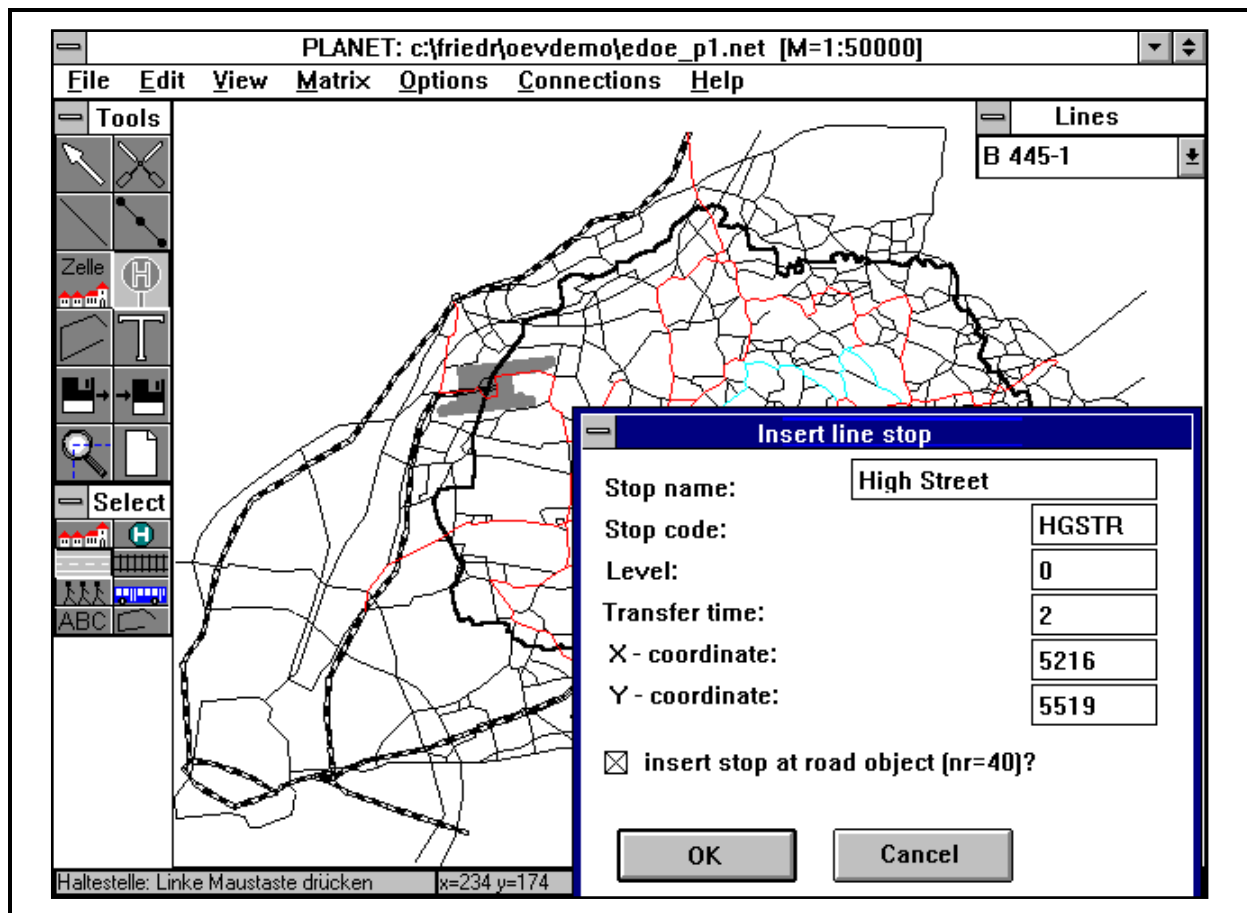 PLANET: c:\friedr\oevdemo\edoe_p1.net [M=1:50000]
File Edit View Matrix Options Connections Help
Tools
Lines
B 445-1
Zelle
H
T
Select
H
ABC
Insert line stop
Stop name: High Street
Stop code: HGSTR
Level: 0
Transfer time: 2
X - coordinate: 5216
Y - coordinate: 5519
insert stop at road object (nr=40)?
OK Cancel
Haltestelle: Linke Maustaste drücken x=234 y=174